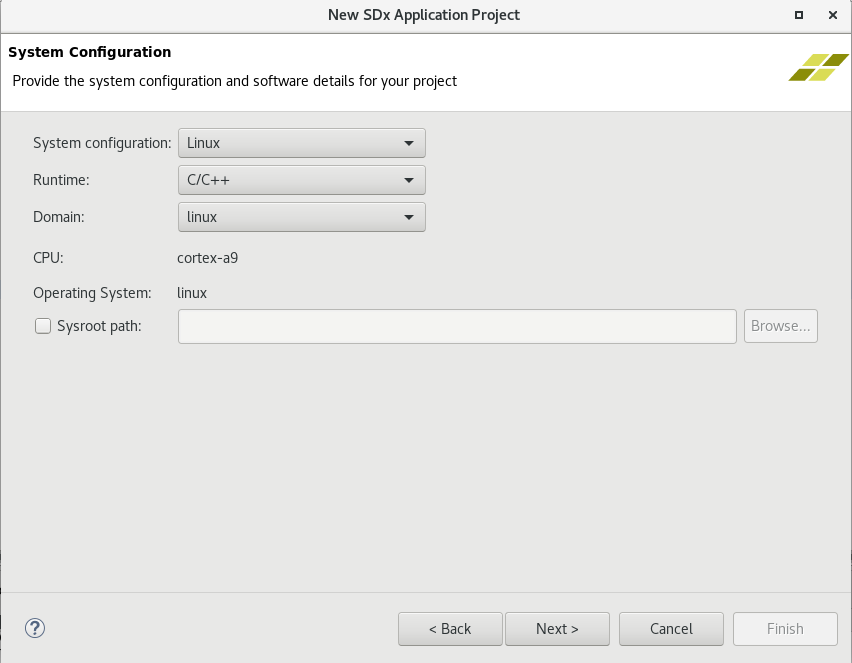 New SDx Application Project
System Configuration
Provide the system configuration and software details for your project
System configuration: Linux
Runtime: C/C++
Domain: linux
CPU: cortex-a9
Operating System: linux
Sysroot path: Browse...
? < Back Next > Cancel Finish